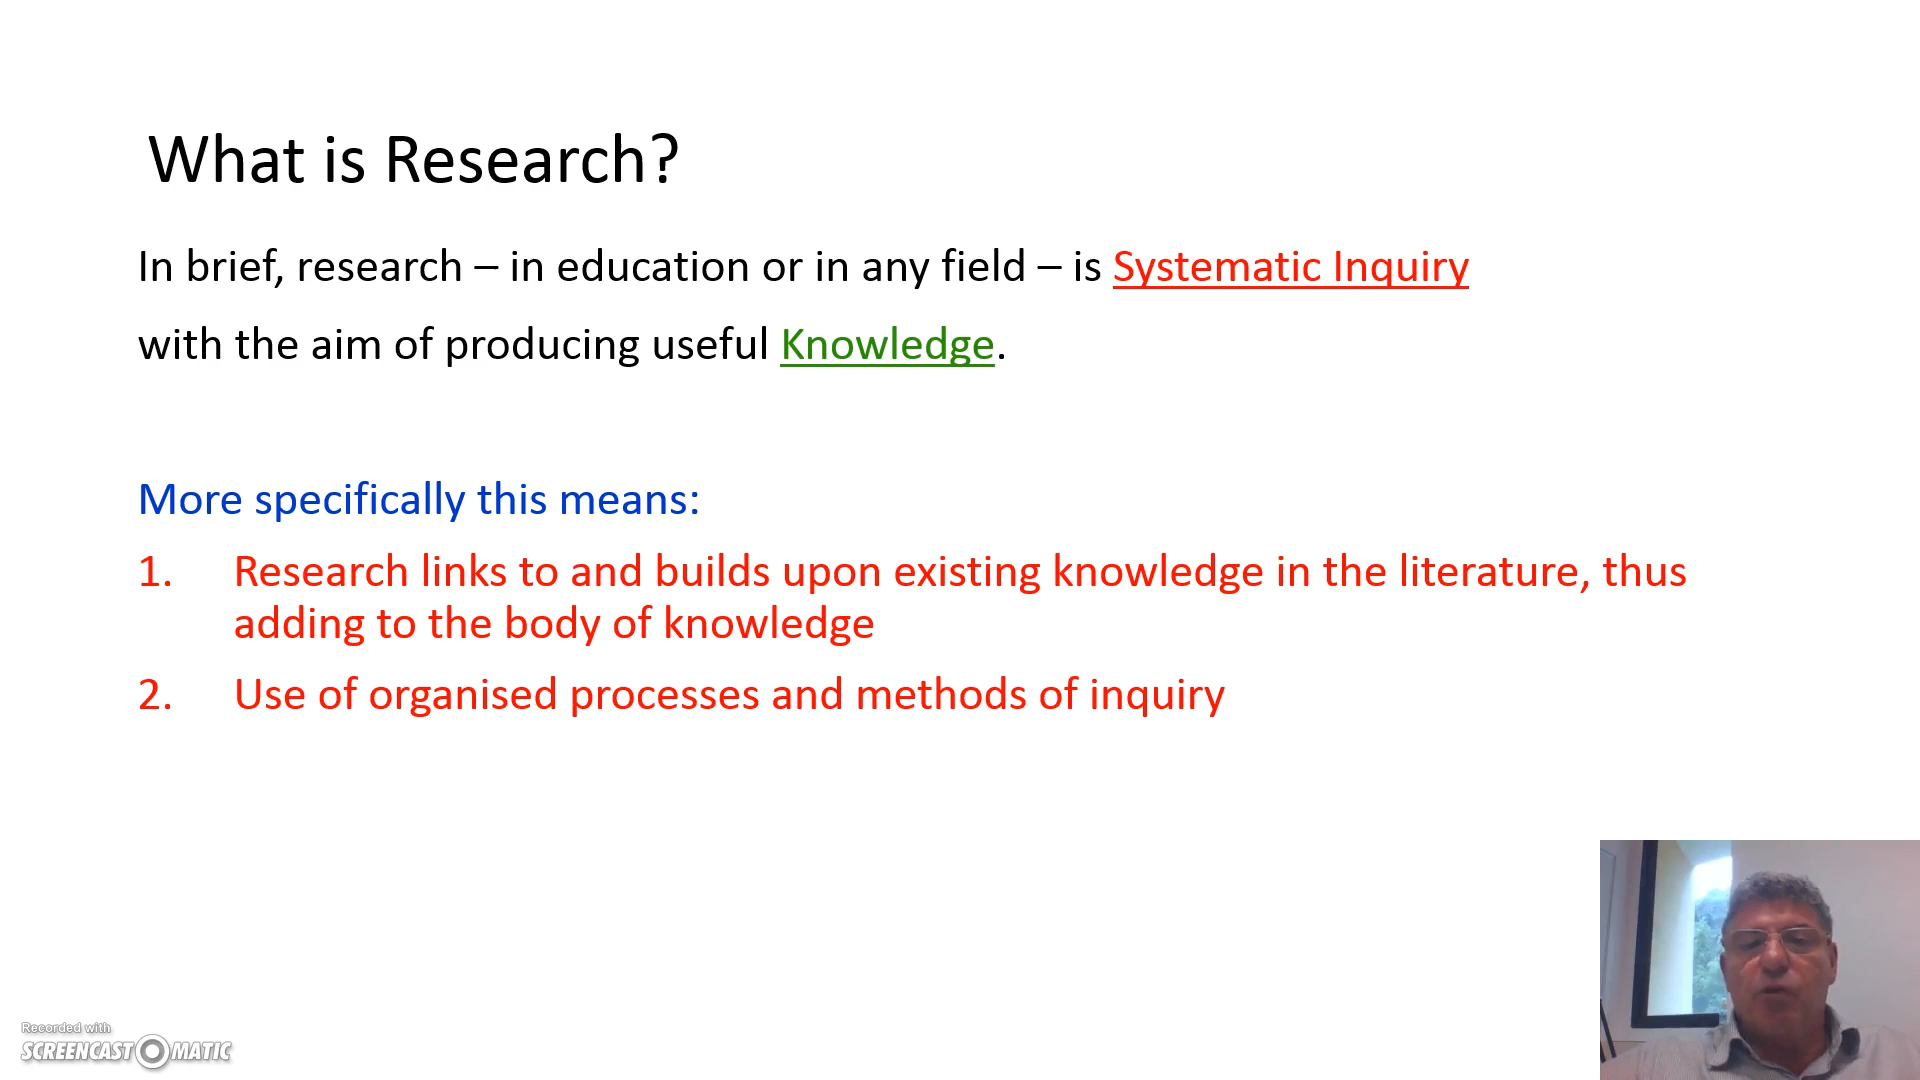 What is Research?
In brief, research – in education or in any field – is Systematic Inquiry
with the aim of producing useful Knowledge.
More specifically this means:
1. Research links to and builds upon existing knowledge in the literature, thus
adding to the body of knowledge
2. Use of organised processes and methods of inquiry
Recorded with
SCREENCAST MATIC